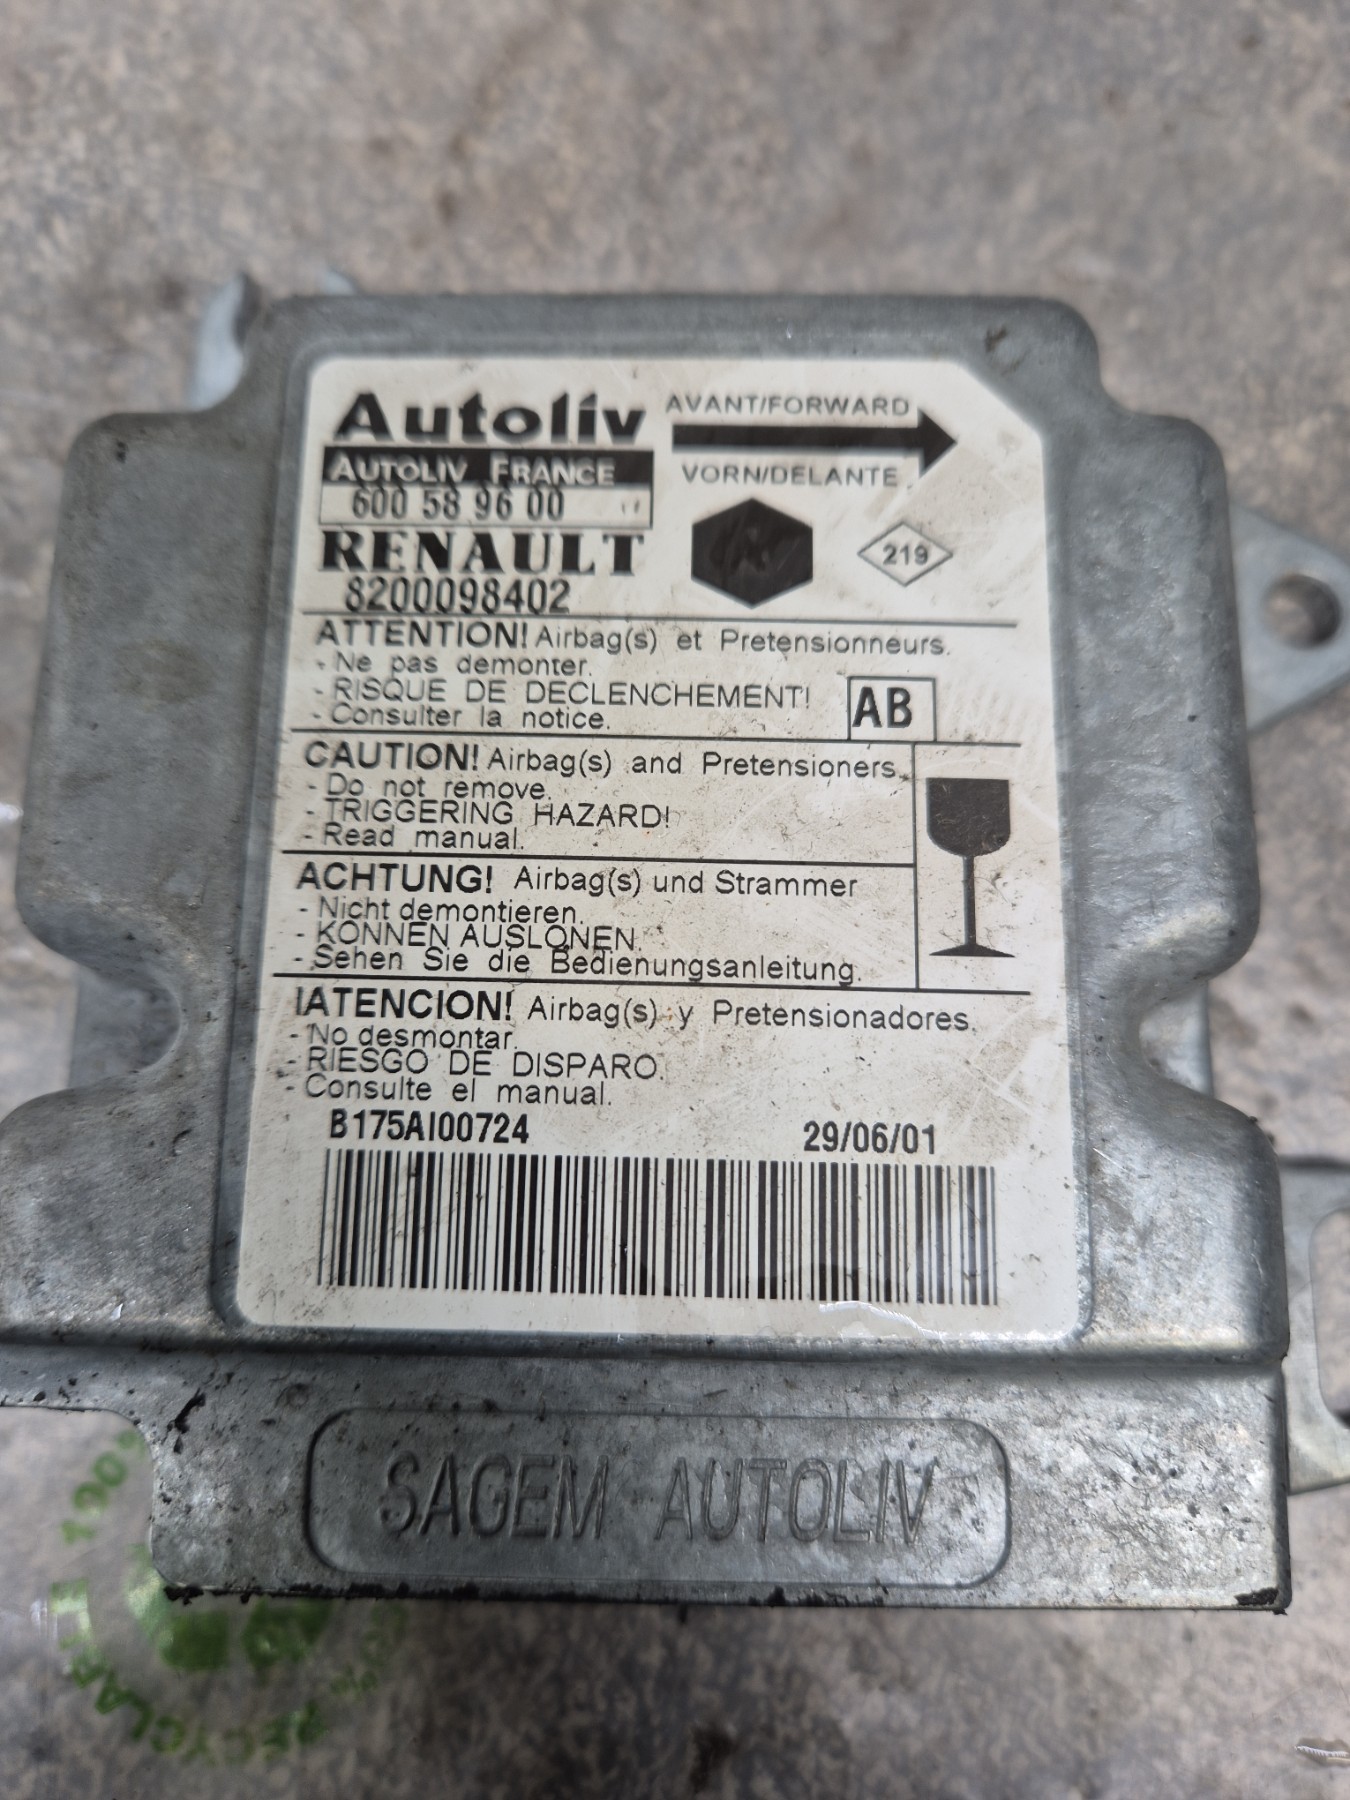 Autoliv
AVANT/FORWARD
AUTOLIV FRANCE
VORN/DELANTE
600 58 96 00
RENAULT
219
8200098402
ATTENTION! Airbag(s) et Pretensionneurs.
- Ne pas demonter.
- RISQUE DE DECLENCHEMENT!
- Consulter la notice.
AB
CAUTION! Airbag(s) and Pretensioners.
- Do not remove.
- TRIGGERING HAZARD!
- Read manual.
ACHTUNG! Airbag(s) und Strammer
- Nicht demontieren.
- KONNEN AUSLONEN.
- Sehen Sie die Bedienungsanleitung.
IATENCION! Airbag(s) y Pretensionadores.
- No desmontar.
- RIESGO DE DISPARO.
- Consulte el manual.
B175AI00724
29/06/01
SAGEM AUTOLIV